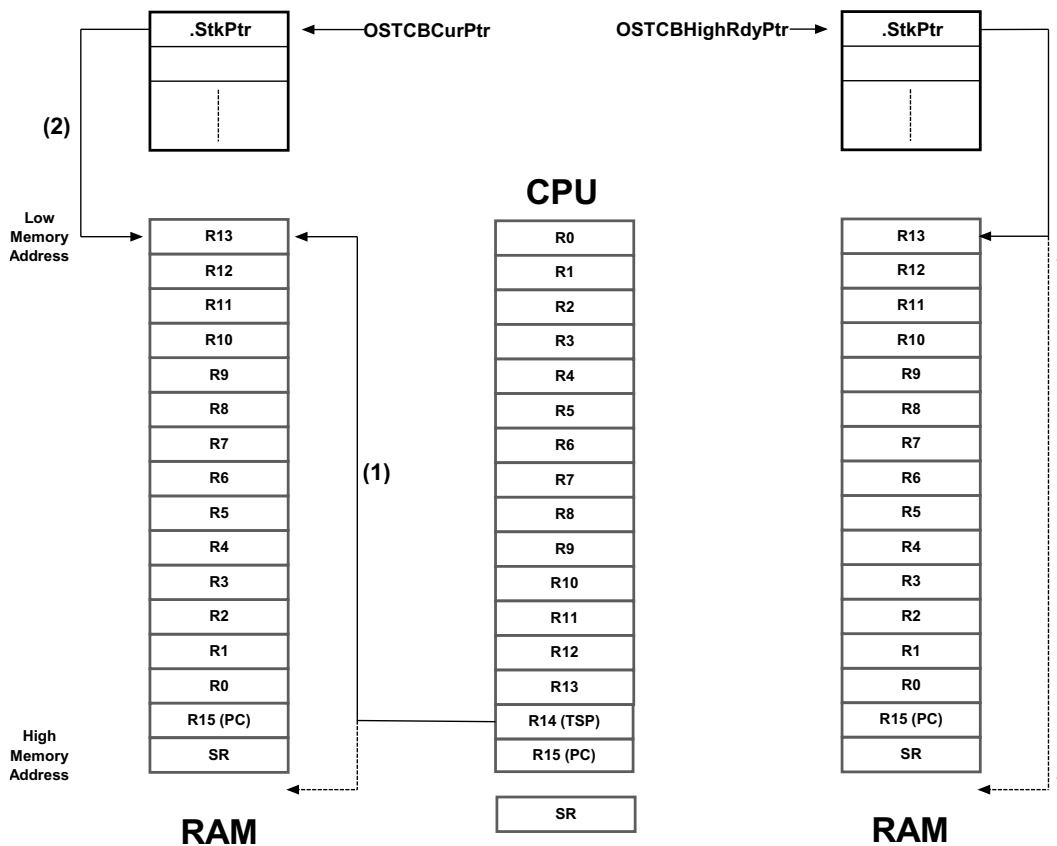 .StkPtr
OSTCBCurPtr
OSTCBHighRdyPtr
.StkPtr
(2)
CPU
Low
Memory
Address
R13
R12
R11
R10
R9
R8
R7
R6
R5
R4
R3
R2
R1
R0
R15 (PC)
SR
High
Memory
Address
RAM
(1)
R0
R1
R2
R3
R4
R5
R6
R7
R8
R9
R10
R11
R12
R13
R14 (TSP)
R15 (PC)
SR
R13
R12
R11
R10
R9
R8
R7
R6
R5
R4
R3
R2
R1
R0
R15 (PC)
SR
RAM